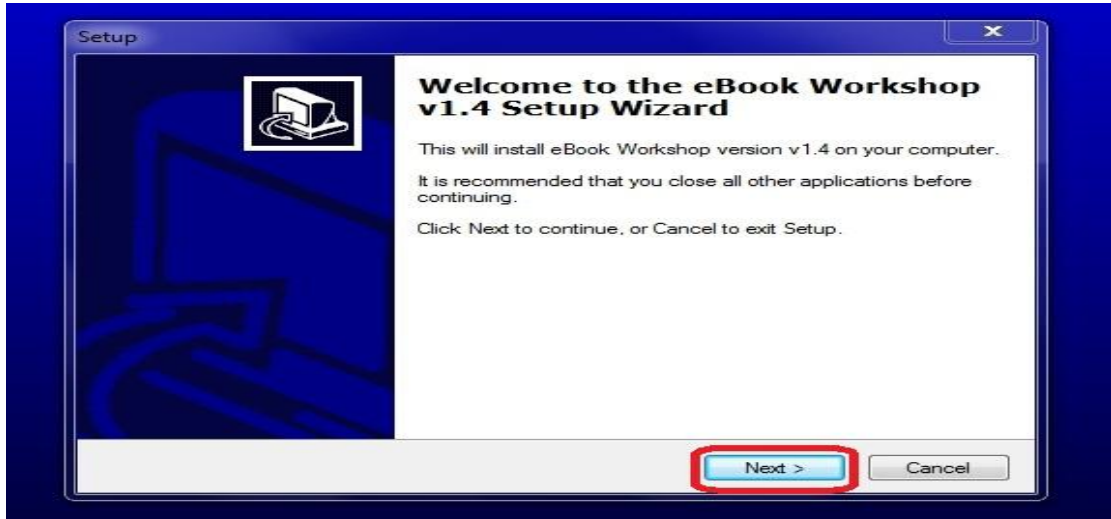 Setup
Welcome to the eBook Workshop
v1.4 Setup Wizard
This will install eBook Workshop version v1.4 on your computer.
It is recommended that you close all other applications before
continuing.
Click Next to continue, or Cancel to exit Setup.
Next >
Cancel